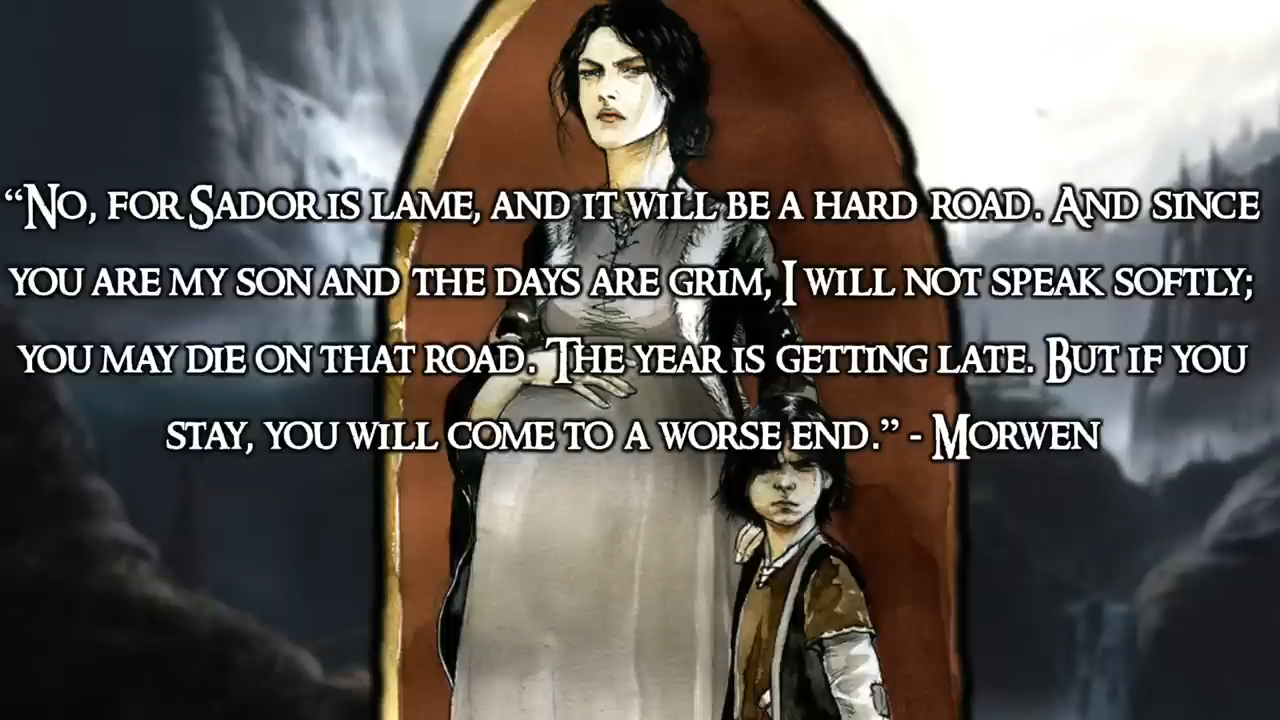 “No, for Sador is lame, and it will be a hard road. And since
you are my son and the days are grim, I will not speak softly;
you may die on that road. The year is getting late. But if you
stay, you will come to a worse end.” - Morwen